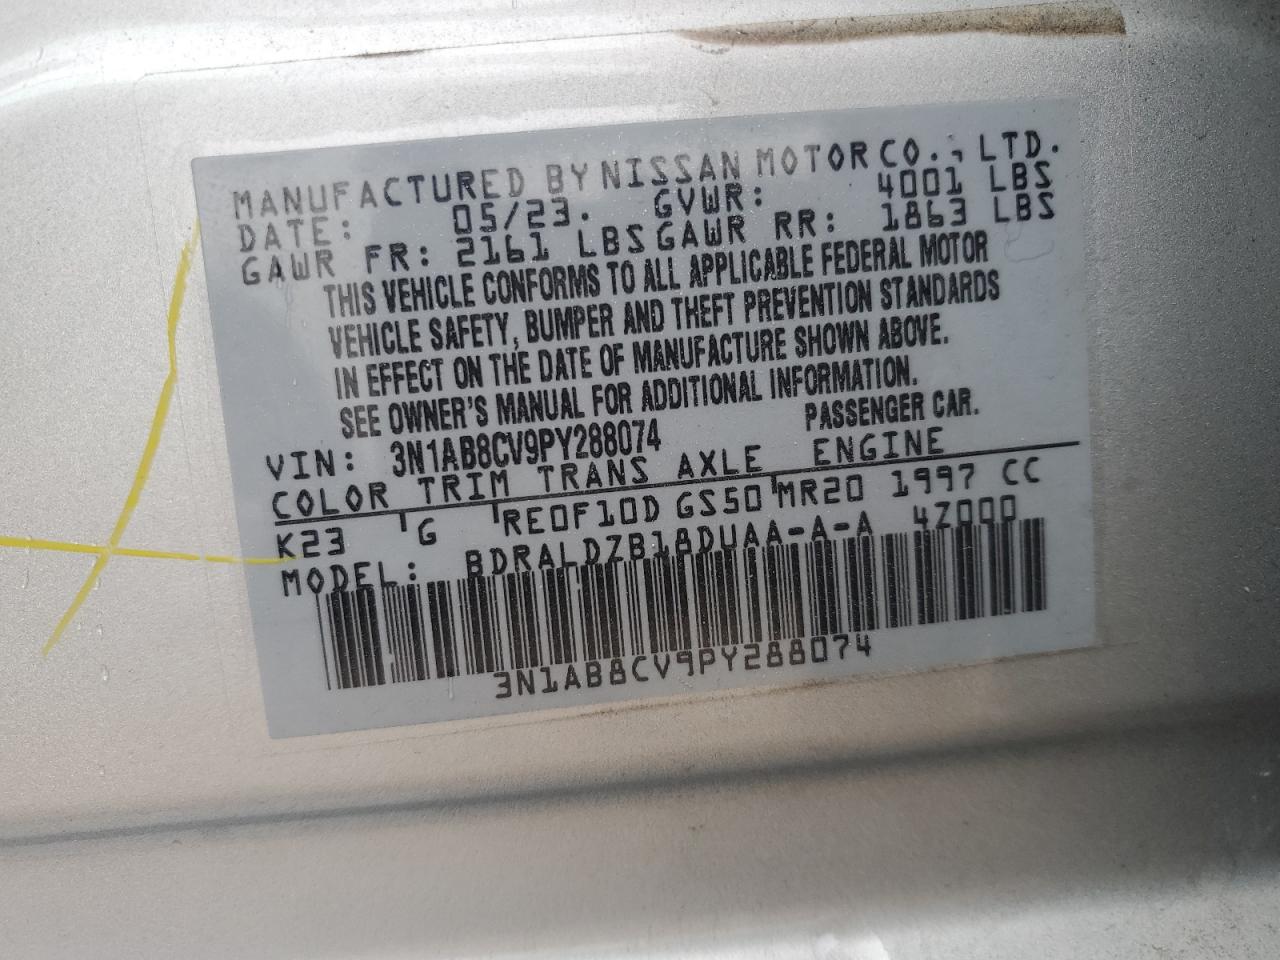 MANUFACTURED BY NISSAN MOTOR CO., LTD.
DATE: 05/23. GVWR: 4001 LBS
GAWR FR: 2161 LBS GAWR RR: 1863 LBS
THIS VEHICLE CONFORMS TO ALL APPLICABLE FEDERAL MOTOR
VEHICLE SAFETY, BUMPER AND THEFT PREVENTION STANDARDS
IN EFFECT ON THE DATE OF MANUFACTURE SHOWN ABOVE.
SEE OWNER'S MANUAL FOR ADDITIONAL INFORMATION.
VIN: 3N1AB8CV9PY288074 PASSENGER CAR.
COLOR TRIM TRANS AXLE ENGINE
K23 G RE0F10D GS50 MR20 1997 CC
MODEL: BDRALDZB18DUAA-A-A 4Z000
3N1AB8CV9PY288074